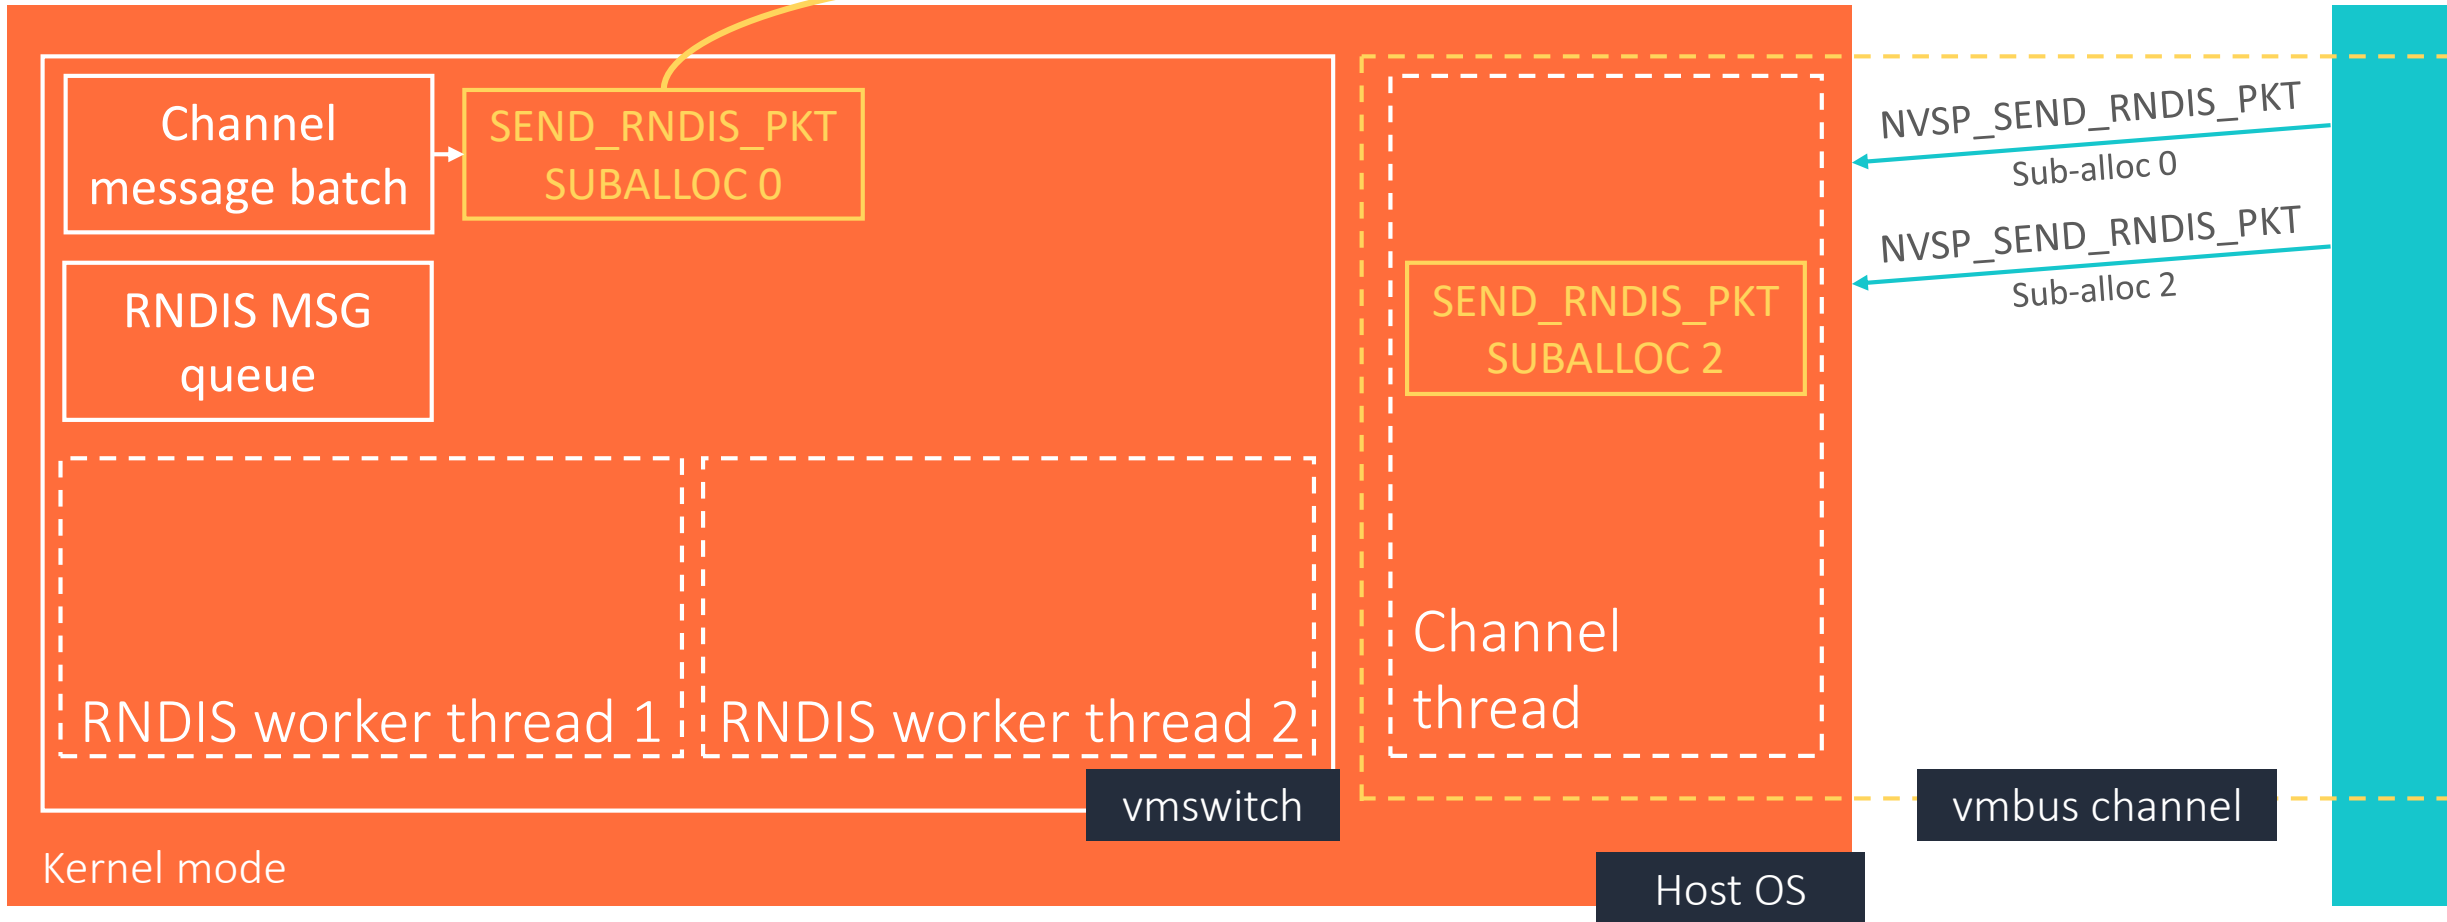 Channel
message batch
SEND_RNDIS_PKT
SUBALLOC 0
RNDIS MSG
queue
RNDIS worker thread 1
RNDIS worker thread 2
vmswitch
Kernel mode
SEND_RNDIS_PKT
SUBALLOC 2
Channel
thread
Host OS
NVSP_SEND_RNDIS_PKT
Sub-alloc 0
NVSP_SEND_RNDIS_PKT
Sub-alloc 2
vmbus channel